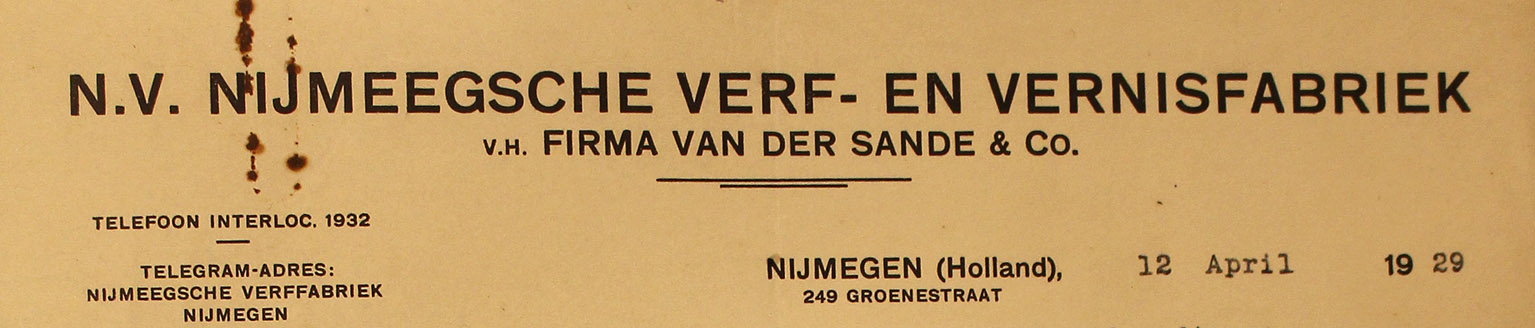 N.V. NIJMEEGSCHE VERF- EN VERNISFABRIEK
V.H. FIRMA VAN DER SANDE & Co.
TELEFOON INTERLOC. 1932
TELEGRAM-ADRES:
NIJMEEGSCHE VERFFABRIEK
NIJMEGEN
NIJMEGEN (Holland), 12 April 1929
249 GROENESTRAAT